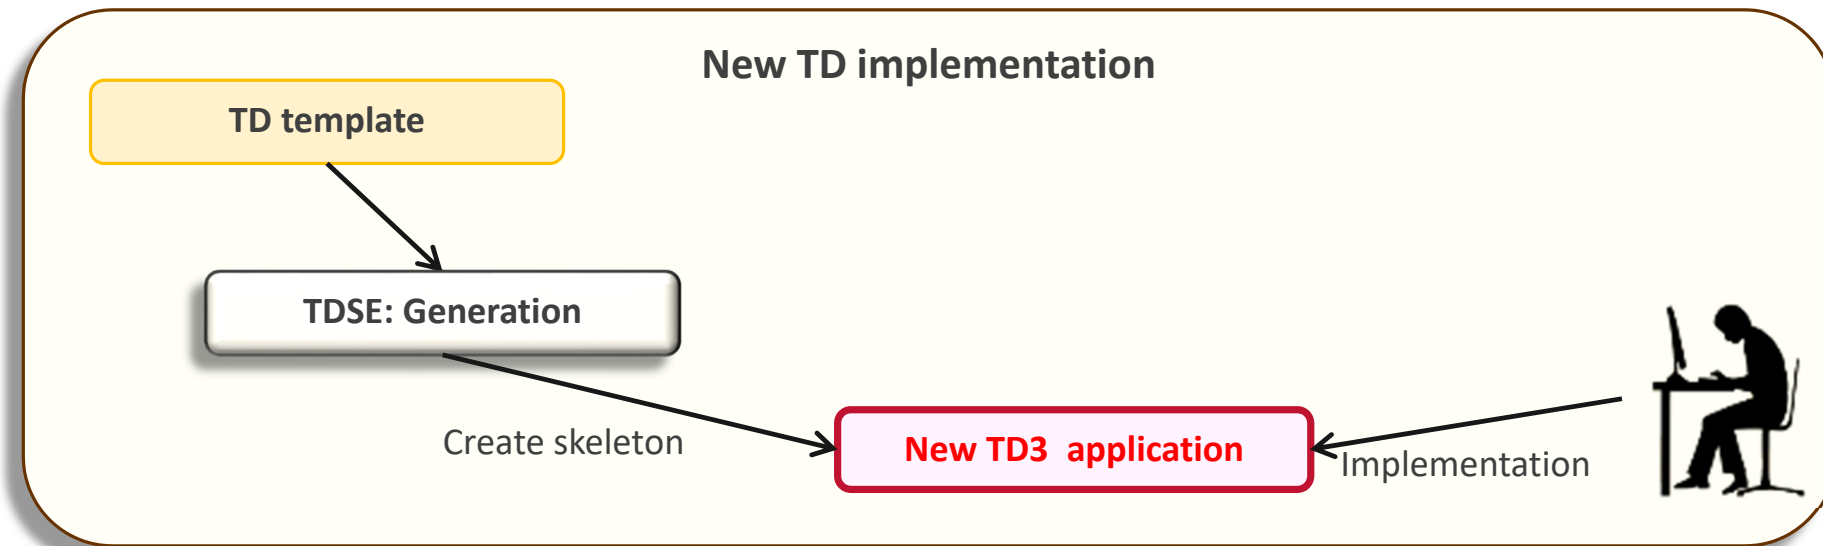 New TD implementation
TD template
TDSE: Generation
Create skeleton
New TD3 application
Implementation